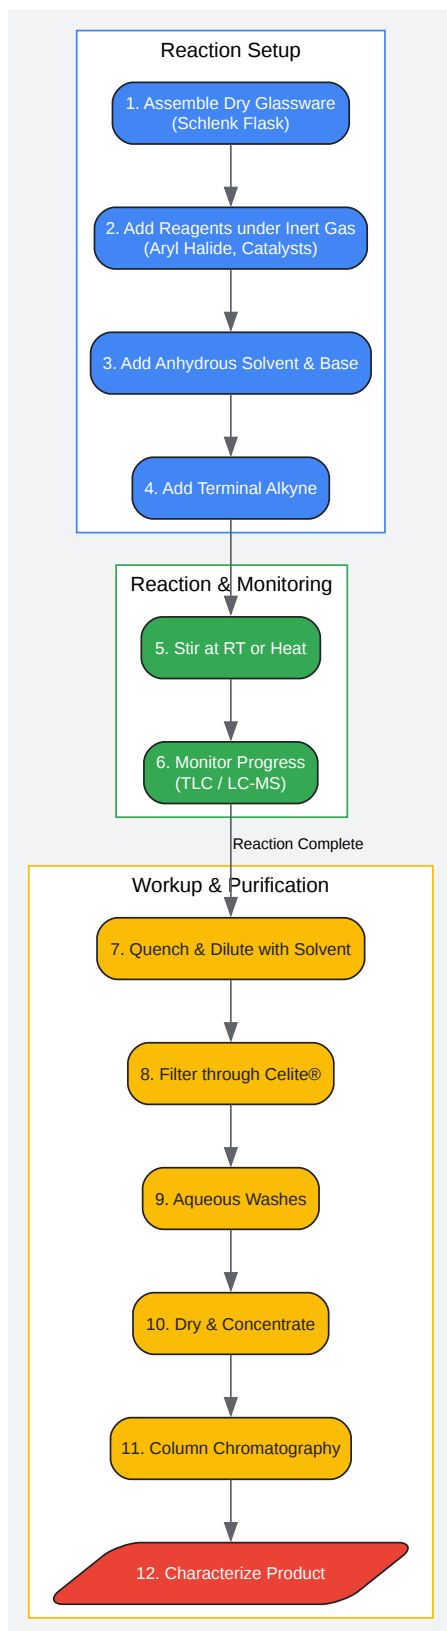 Reaction Setup
1. Assemble Dry Glassware
(Schlenk Flask)
2. Add Reagents under Inert Gas
(Aryl Halide, Catalysts)
3. Add Anhydrous Solvent & Base
4. Add Terminal Alkyne
Reaction & Monitoring
5. Stir at RT or Heat
6. Monitor Progress
(TLC / LC-MS)
Reaction Complete
Workup & Purification
7. Quench & Dilute with Solvent
8. Filter through Celite®
9. Aqueous Washes
10. Dry & Concentrate
11. Column Chromatography
12. Characterize Product